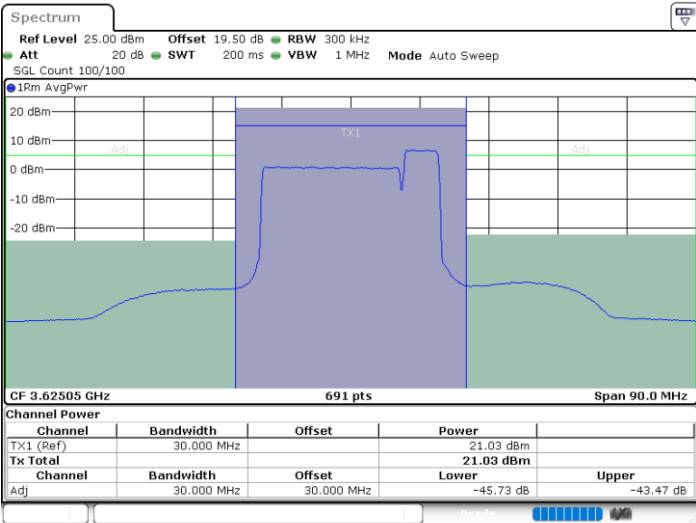 Spectrum
Ref Level 25.00 dBm Offset 19.50 dB RBW 300 kHz
Att 20 dB SWT 200 ms VBW 1 MHz Mode Auto Sweep
SGL Count 100/100
1Rm AvgPwr
20 dBm
TX1
10 dBm
Adj Adj
0 dBm
-10 dBm
-20 dBm
CF 3.62505 GHz 691 pts Span 90.0 MHz
Channel Power
Channel Bandwidth Offset Power
TX1 (Ref) 30.000 MHz 21.03 dBm
Tx Total 21.03 dBm
Channel Bandwidth Offset Lower Upper
Adj 30.000 MHz 30.000 MHz -45.73 dB -43.47 dB
Ready